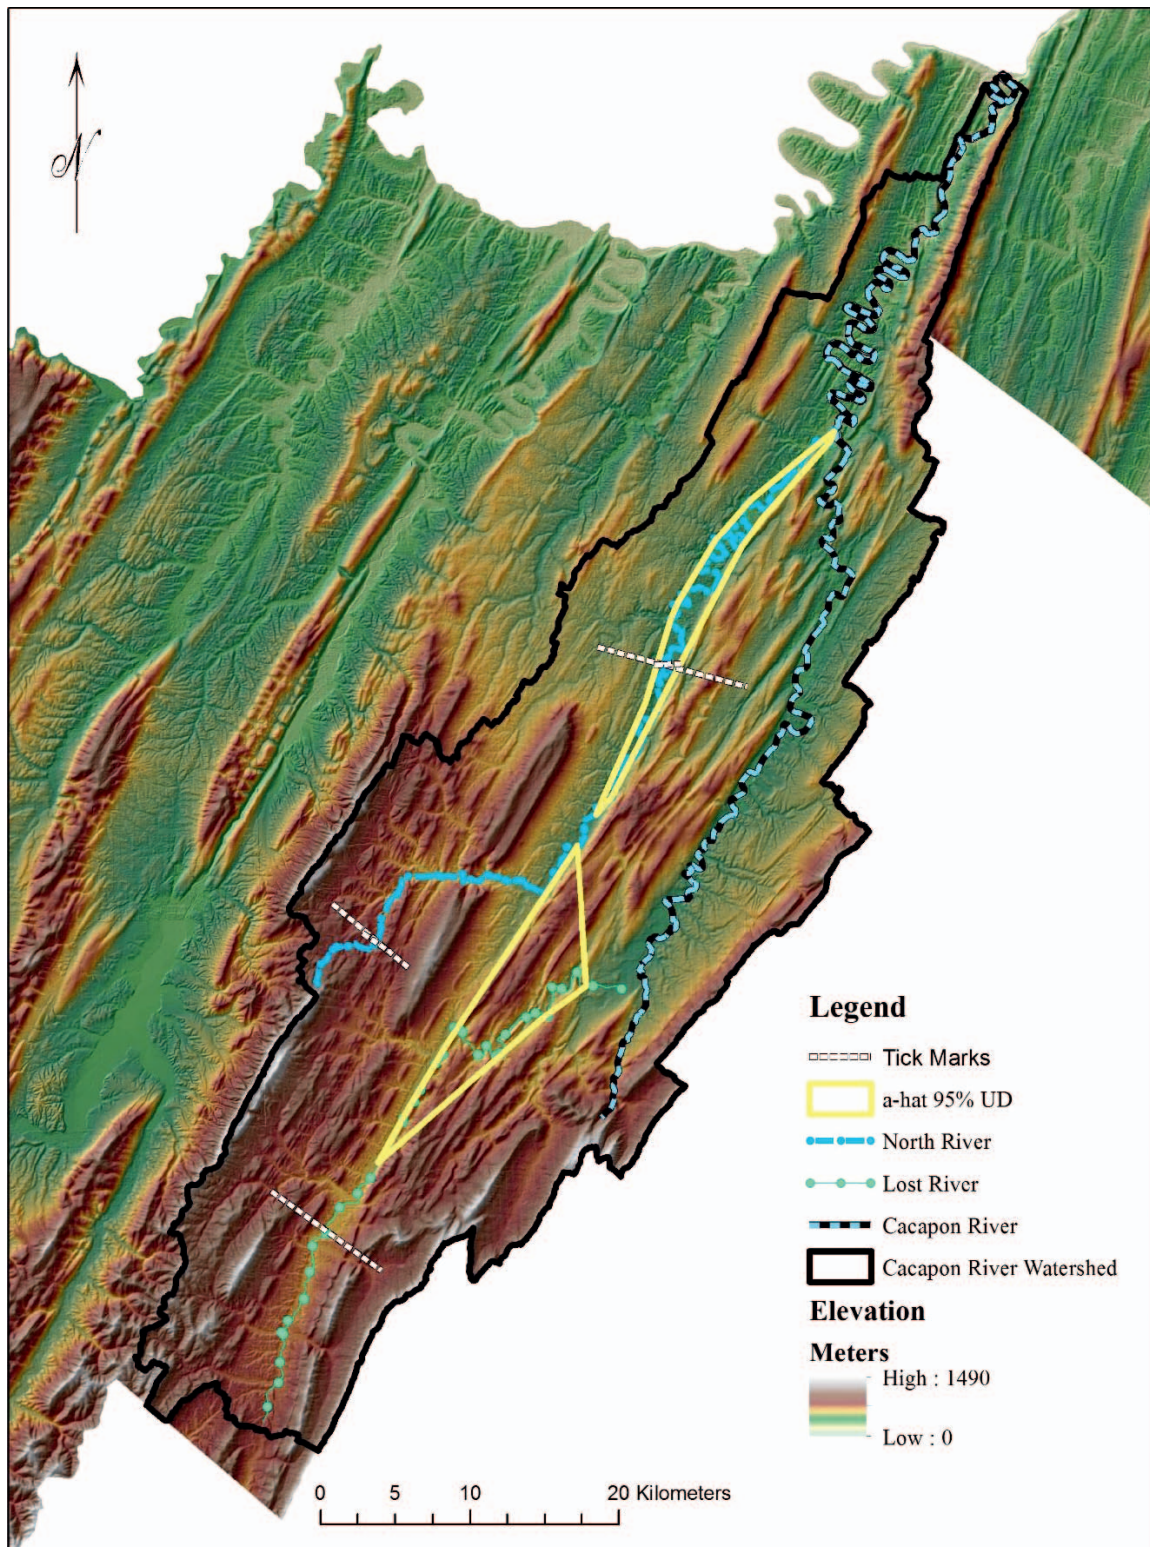 N
Legend
Tick Marks
a-hat 95% UD
North River
Lost River
Cacapon River
Cacapon River Watershed
Elevation
Meters
High : 1490
Low : 0
0 5 10 20 Kilometers